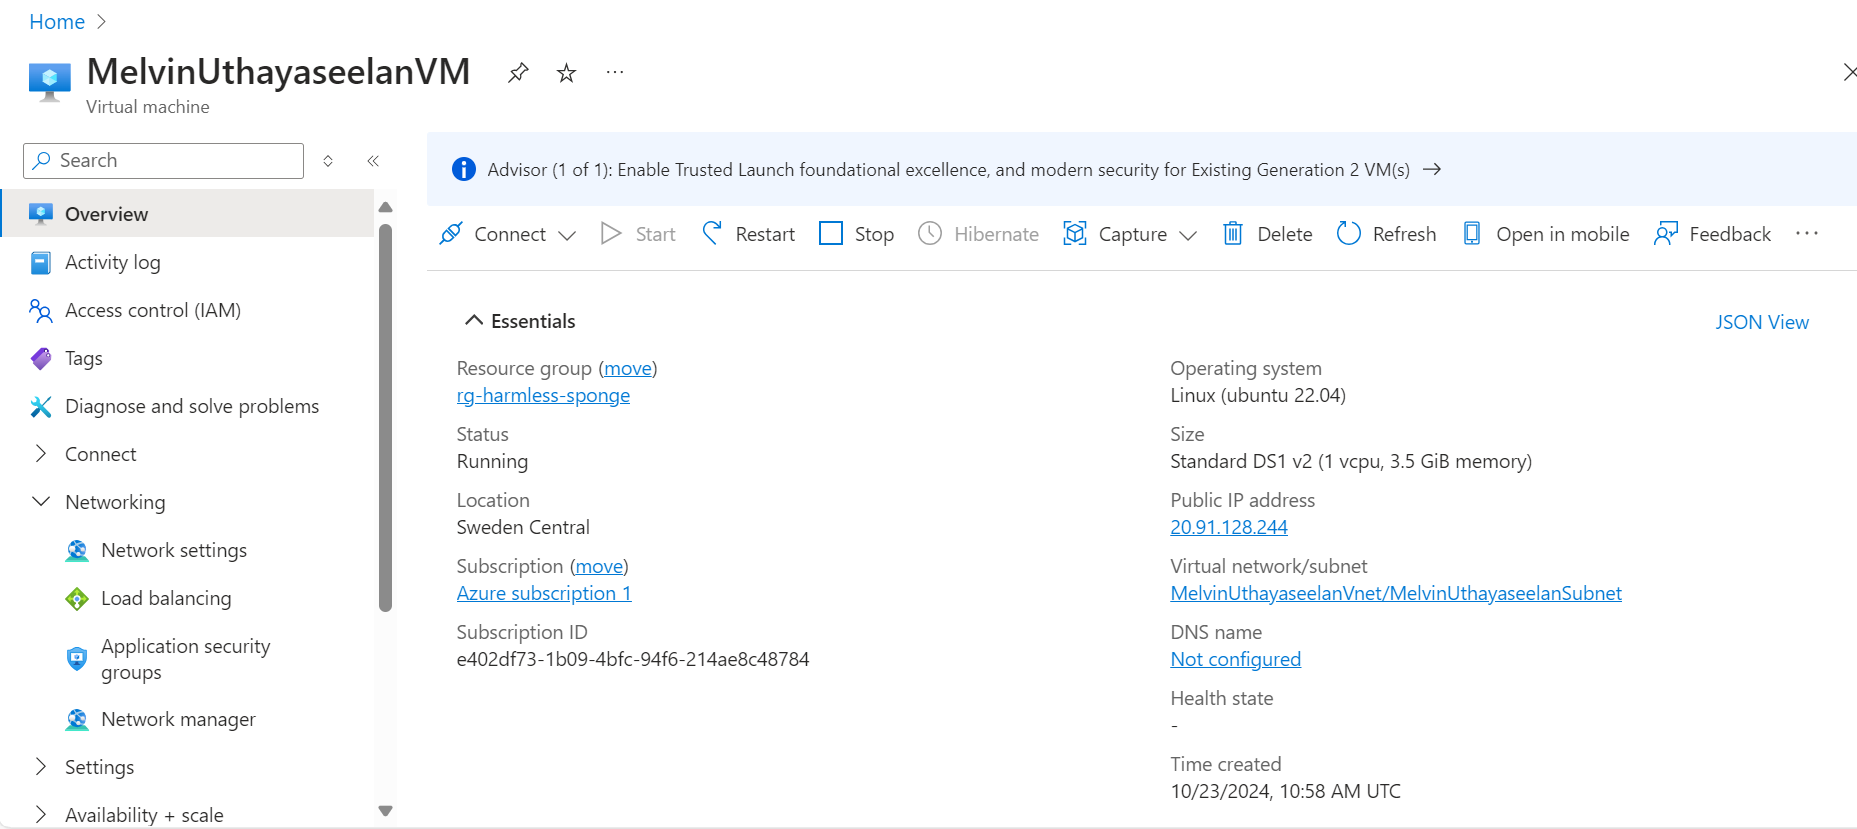 Home
MelvinUthayaseelanVM
Virtual machine
Search
Overview
Activity log
Access control (IAM)
Tags
Diagnose and solve problems
Connect
Networking
Network settings
Load balancing
Application security
groups
Network manager
Settings
Availability + scale
Advisor (1 of 1): Enable Trusted Launch foundational excellence, and modern security for Existing Generation 2 VM(s)
Connect Start Restart Stop Hibernate Capture Delete Refresh Open in mobile Feedback
Essentials
JSON View
Resource group (move)
rg-harmless-sponge
Status
Running
Location
Sweden Central
Subscription (move)
Azure subscription 1
Subscription ID
e402df73-1b09-4bfc-94f6-214ae8c48784
Operating system
Linux (ubuntu 22.04)
Size
Standard DS1 v2 (1 vcpu, 3.5 GiB memory)
Public IP address
20.91.128.244
Virtual network/subnet
MelvinUthayaseelanVnet/MelvinUthayaseelanSubnet
DNS name
Not configured
Health state
-
Time created
10/23/2024, 10:58 AM UTC